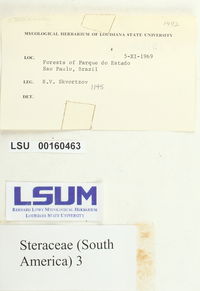 1492
MYCOLOGICAL HERBARIUM OF LOUISIANA STATE UNIVERSITY
5-XI-1969
LOC. Forests of Parque do Estado
Sao Paulo, Brazil
LEG. B.V. Skvortzov
1145
DET.
LSU 00160463
LSUM
BERNARD LOWY MYCOLOGICAL HERBARIUM
LOUISIANA STATE UNIVERSITY
Steraceae (South
America) 3